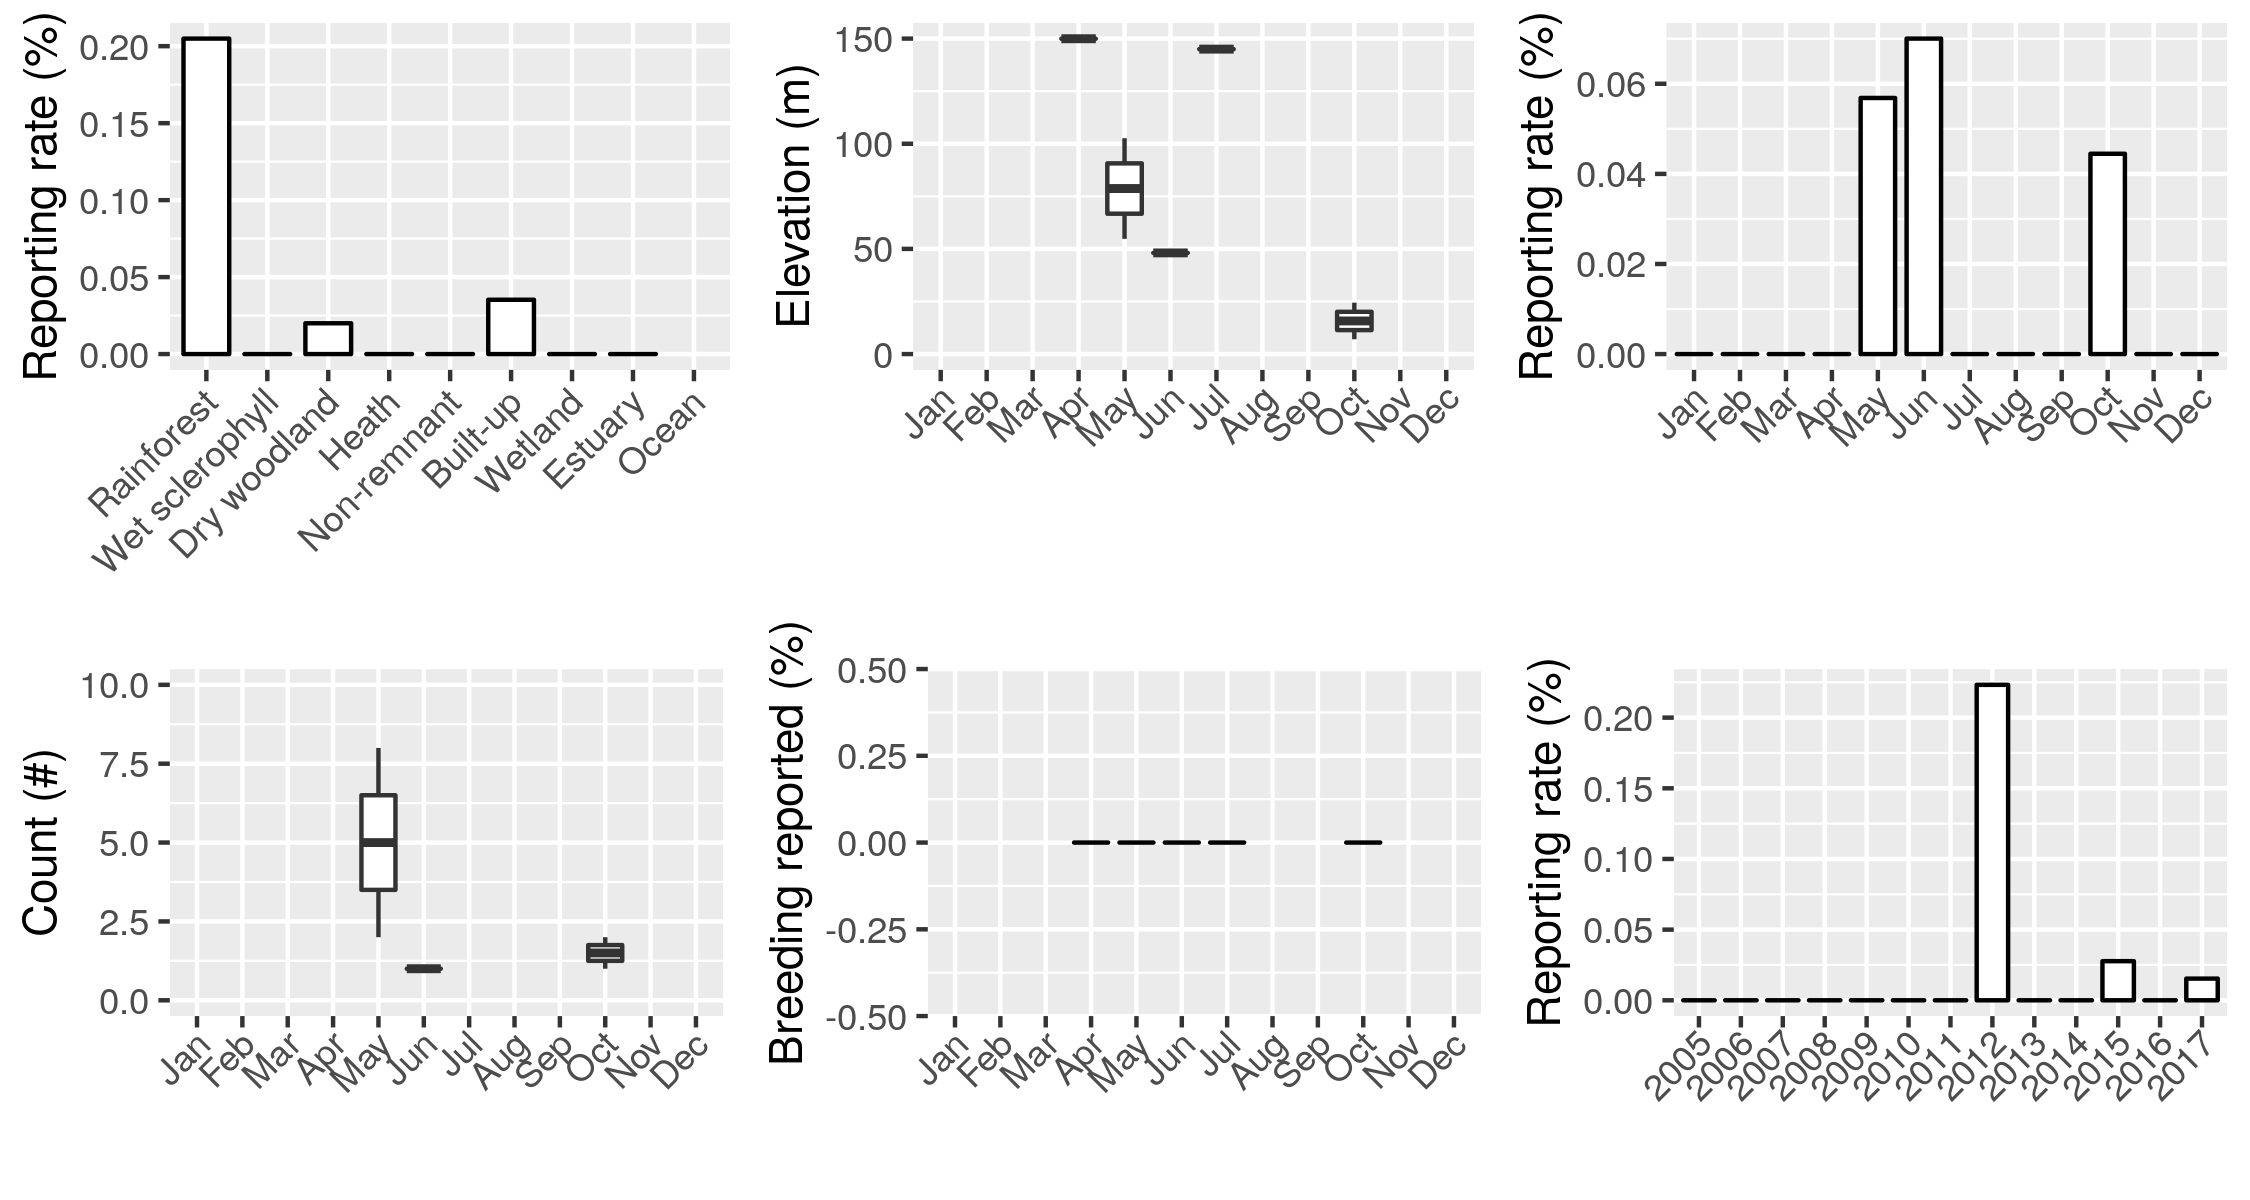 Reporting rate (%)
0.20
0.15
0.10
0.05
0.00
Rainforest
Wet sclerophyll
Dry woodland
Heath
Non-remnant
Built-up
Wetland
Estuary
Ocean
Elevation (m)
150
100
50
0
Jan
Feb
Mar
Apr
May
Jun
Jul
Aug
Sep
Oct
Nov
Dec
Reporting rate (%)
0.06
0.04
0.02
0.00
Jan
Feb
Mar
Apr
May
Jun
Jul
Aug
Sep
Oct
Nov
Dec
Count (#)
10.0
7.5
5.0
2.5
0.0
Jan
Feb
Mar
Apr
May
Jun
Jul
Aug
Sep
Oct
Nov
Dec
Breeding reported (%)
0.50
0.25
0.00
-0.25
-0.50
Jan
Feb
Mar
Apr
May
Jun
Jul
Aug
Sep
Oct
Nov
Dec
Reporting rate (%)
0.20
0.15
0.10
0.05
0.00
2005
2006
2007
2008
2009
2010
2011
2012
2013
2014
2015
2016
2017